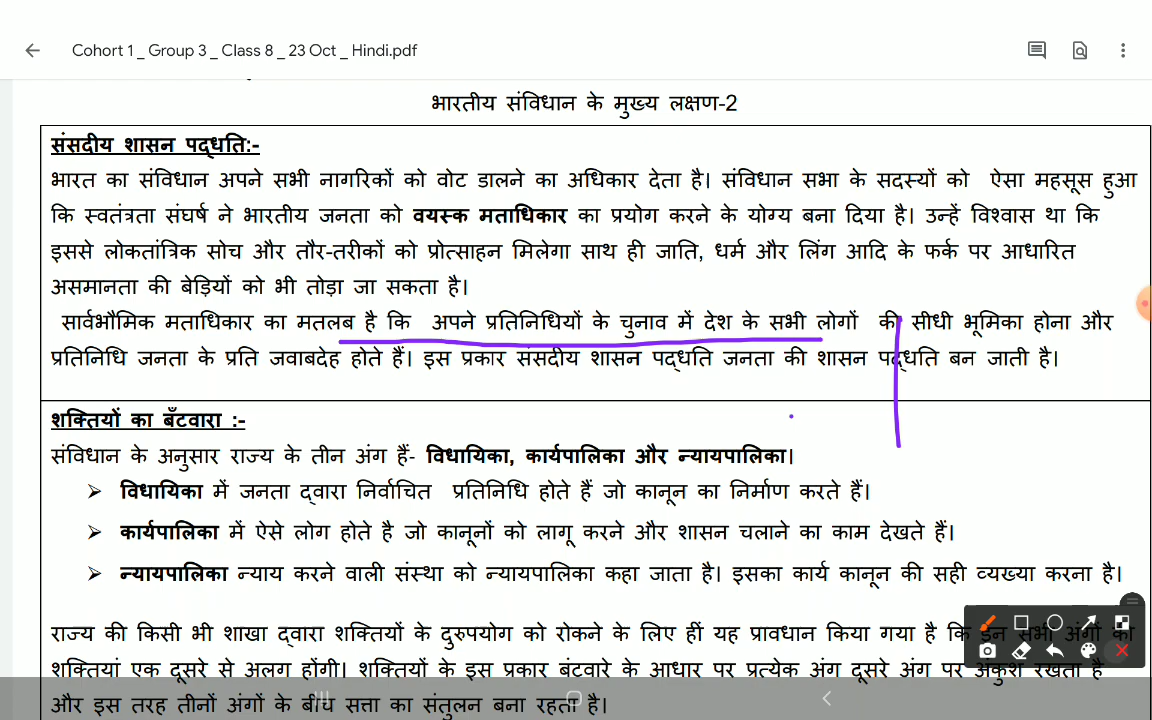 Cohort 1 _ Group 3 _ Class 8 _ 23 Oct _ Hindi.pdf
भारतीय संविधान के मुख्य लक्षण-2
संसदीय शासन पद्धति:-
भारत का संविधान अपने सभी नागरिकों को वोट डालने का अधिकार देता है। संविधान सभा के सदस्यों को ऐसा महसूस हुआ
कि स्वतंत्रता संघर्ष ने भारतीय जनता को वयस्क मताधिकार का प्रयोग करने के योग्य बना दिया है। उन्हें विश्वास था कि
इससे लोकतांत्रिक सोच और तौर-तरीकों को प्रोत्साहन मिलेगा साथ ही जाति, धर्म और लिंग आदि के फर्क पर आधारित
असमानता की बेड़ियों को भी तोड़ा जा सकता है।
सार्वभौमिक मताधिकार का मतलब है कि अपने प्रतिनिधियों के चुनाव में देश के सभी लोगों की सीधी भूमिका होना और
प्रतिनिधि जनता के प्रति जवाबदेह होते हैं। इस प्रकार संसदीय शासन पद्धति जनता की शासन पद्धति बन जाती है।
शक्तियों का बँटवारा :-
संविधान के अनुसार राज्य के तीन अंग हैं- विधायिका, कार्यपालिका और न्यायपालिका।
➢ विधायिका में जनता द्वारा निर्वाचित प्रतिनिधि होते हैं जो कानून का निर्माण करते हैं।
➢ कार्यपालिका में ऐसे लोग होते है जो कानूनों को लागू करने और शासन चलाने का काम देखते हैं।
➢ न्यायपालिका न्याय करने वाली संस्था को न्यायपालिका कहा जाता है। इसका कार्य कानून की सही व्यख्या करना है।
राज्य की किसी भी शाखा द्वारा शक्तियों के दुरुपयोग को रोकने के लिए हीं यह प्रावधान किया गया है कि इन सभी अंगों की
शक्तियां एक दूसरे से अलग होंगी। शक्तियों के इस प्रकार बंटवारे के आधार पर प्रत्येक अंग दूसरे अंग पर अंकुश रखता है
और इस तरह तीनों अंगों के बीच सत्ता का संतुलन बना रहता है।